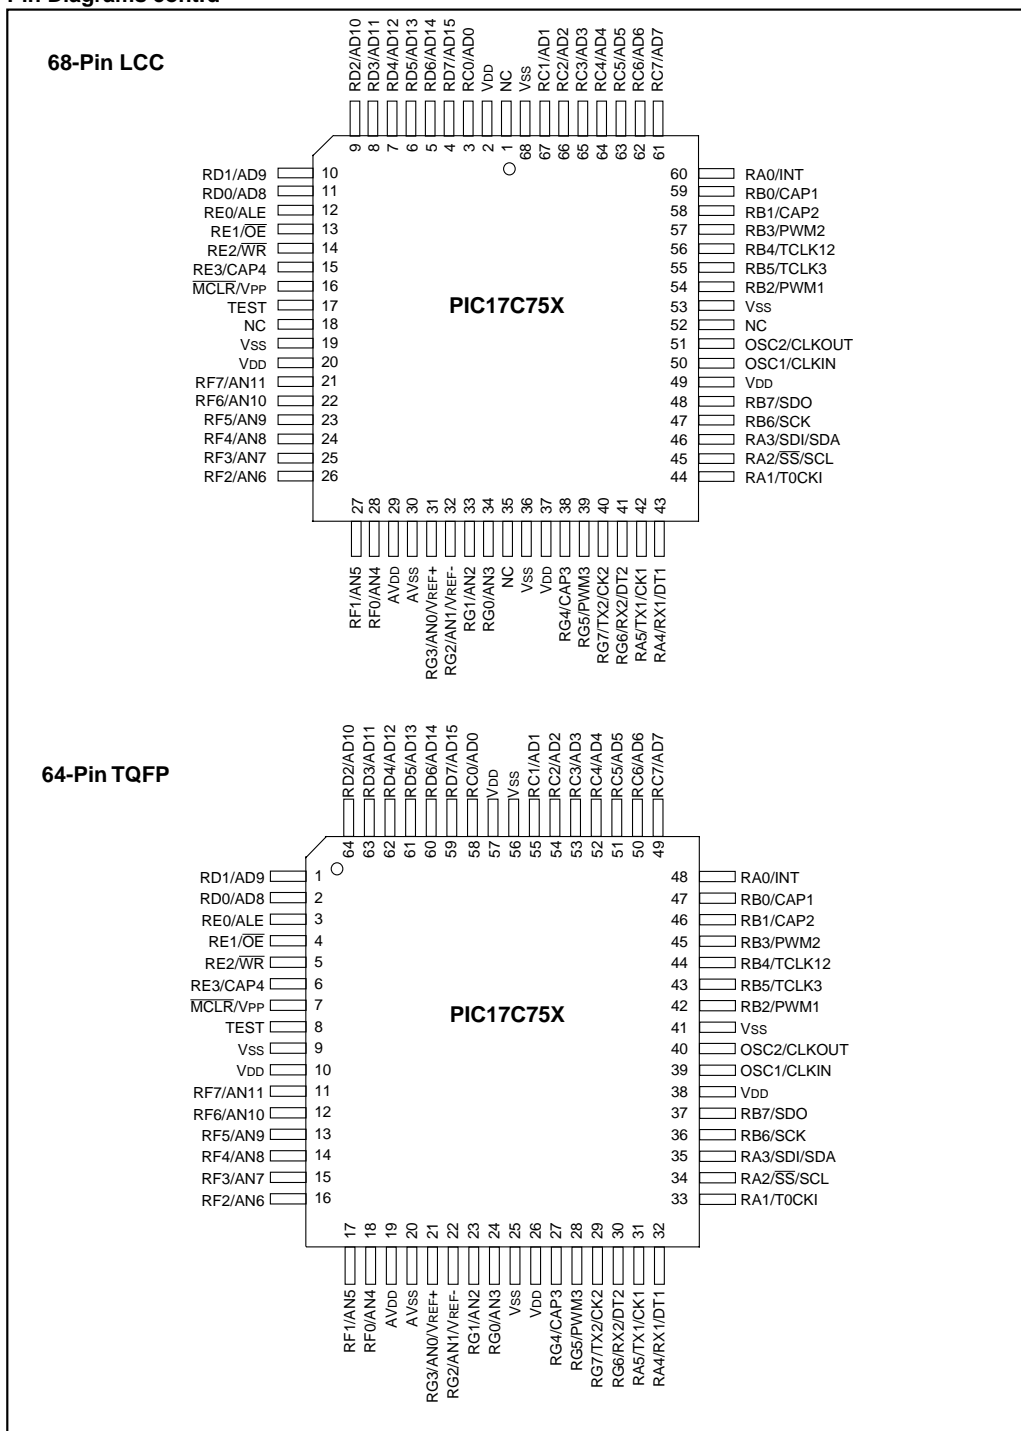 Pin Diagrams cont.'d
68-Pin LCC
RD2/AD10
RD3/AD11
RD4/AD12
RD5/AD13
RD6/AD14
RD7/AD15
RC0/AD0
VDD
NC
VSS
RC1/AD1
RC2/AD2
RC3/AD3
RC4/AD4
RC5/AD5
RC6/AD6
RC7/AD7
9 8 7 6 5 4 3 2 1 68 67 66 65 64 63 62 61
RD1/AD9 10
RD0/AD8 11
RE0/ALE 12
RE1/OE 13
RE2/WR 14
RE3/CAP4 15
MCLR/VPP 16
TEST 17
NC 18
VSS 19
VDD 20
RF7/AN11 21
RF6/AN10 22
RF5/AN9 23
RF4/AN8 24
RF3/AN7 25
RF2/AN6 26
PIC17C75X
60 RA0/INT
59 RB0/CAP1
58 RB1/CAP2
57 RB3/PWM2
56 RB4/TCLK12
55 RB5/TCLK3
54 RB2/PWM1
53 VSS
52 NC
51 OSC2/CLKOUT
50 OSC1/CLKIN
49 VDD
48 RB7/SDO
47 RB6/SCK
46 RA3/SDI/SDA
45 RA2/SS/SCL
44 RA1/T0CKI
27 28 29 30 31 32 33 34 35 36 37 38 39 40 41 42 43
RF1/AN5
RF0/AN4
AVDD
AVSS
RG3/AN0/VREF+
RG2/AN1/VREF-
RG1/AN2
RG0/AN3
NC
VSS
VDD
RG4/CAP3
RG5/PWM3
RG7/TX2/CK2
RG6/RX2/DT2
RA5/TX1/CK1
RA4/RX1/DT1
64-Pin TQFP
RD2/AD10
RD3/AD11
RD4/AD12
RD5/AD13
RD6/AD14
RD7/AD15
RC0/AD0
VDD
VSS
RC1/AD1
RC2/AD2
RC3/AD3
RC4/AD4
RC5/AD5
RC6/AD6
RC7/AD7
64 63 62 61 60 59 58 57 56 55 54 53 52 51 50 49
RD1/AD9 1
RD0/AD8 2
RE0/ALE 3
RE1/OE 4
RE2/WR 5
RE3/CAP4 6
MCLR/VPP 7
TEST 8
VSS 9
VDD 10
RF7/AN11 11
RF6/AN10 12
RF5/AN9 13
RF4/AN8 14
RF3/AN7 15
RF2/AN6 16
PIC17C75X
48 RA0/INT
47 RB0/CAP1
46 RB1/CAP2
45 RB3/PWM2
44 RB4/TCLK12
43 RB5/TCLK3
42 RB2/PWM1
41 VSS
40 OSC2/CLKOUT
39 OSC1/CLKIN
38 VDD
37 RB7/SDO
36 RB6/SCK
35 RA3/SDI/SDA
34 RA2/SS/SCL
33 RA1/T0CKI
17 18 19 20 21 22 23 24 25 26 27 28 29 30 31 32
RF1/AN5
RF0/AN4
AVDD
AVSS
RG3/AN0/VREF+
RG2/AN1/VREF-
RG1/AN2
RG0/AN3
VSS
VDD
RG4/CAP3
RG5/PWM3
RG7/TX2/CK2
RG6/RX2/DT2
RA5/TX1/CK1
RA4/RX1/DT1